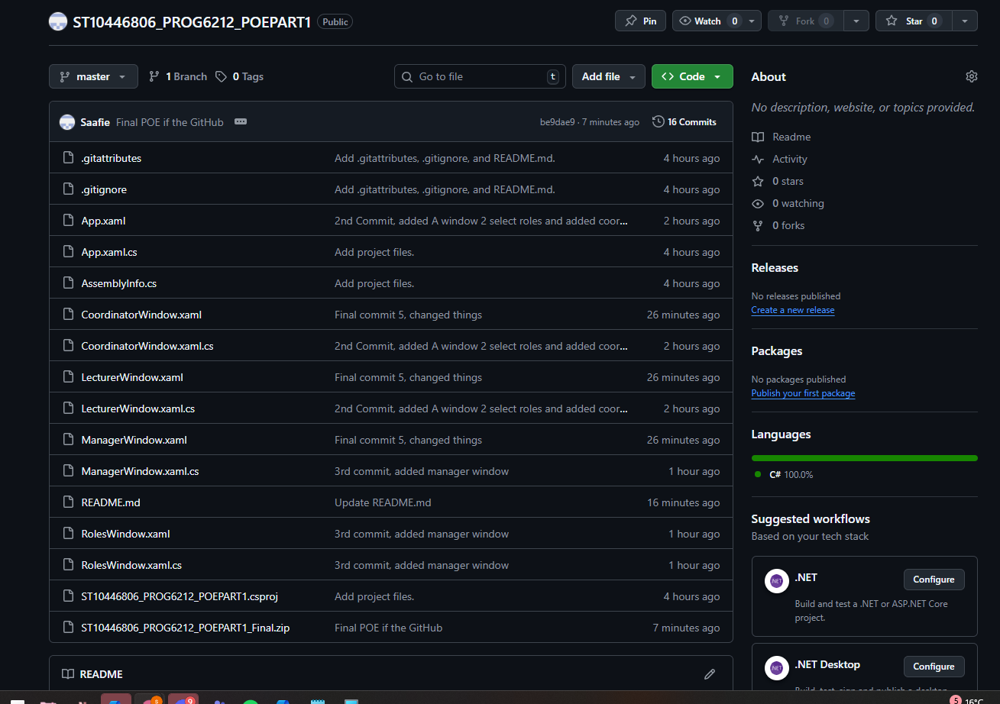 ST10446806_PROG6212_POEPART1 Public Pin Watch 0 Fork 0 Star 0
master 1 Branch 0 Tags Go to file t Add file Code
Saafie Final POE if the GitHub be9dae9 · 7 minutes ago 16 Commits
.gitattributes Add .gitattributes, .gitignore, and README.md. 4 hours ago
.gitignore Add .gitattributes, .gitignore, and README.md. 4 hours ago
App.xaml 2nd Commit, added A window 2 select roles and added coor... 2 hours ago
App.xaml.cs Add project files. 4 hours ago
AssemblyInfo.cs Add project files. 4 hours ago
CoordinatorWindow.xaml Final commit 5, changed things 26 minutes ago
CoordinatorWindow.xaml.cs 2nd Commit, added A window 2 select roles and added coor... 2 hours ago
LecturerWindow.xaml Final commit 5, changed things 26 minutes ago
LecturerWindow.xaml.cs 2nd Commit, added A window 2 select roles and added coor... 2 hours ago
ManagerWindow.xaml Final commit 5, changed things 26 minutes ago
ManagerWindow.xaml.cs 3rd commit, added manager window 1 hour ago
README.md Update README.md 16 minutes ago
RolesWindow.xaml 3rd commit, added manager window 1 hour ago
RolesWindow.xaml.cs 3rd commit, added manager window 1 hour ago
ST10446806_PROG6212_POEPART1.csproj Add project files. 4 hours ago
ST10446806_PROG6212_POEPART1_Final.zip Final POE if the GitHub 7 minutes ago
README
About
No description, website, or topics provided.
Readme
Activity
0 stars
0 watching
0 forks
Releases
No releases published
Create a new release
Packages
No packages published
Publish your first package
Languages
C# 100.0%
Suggested workflows
Based on your tech stack
.NET
.NET Configure
Build and test a .NET or ASP.NET Core
project.
.NET
.NET Desktop Configure
Build, test, sign and publish a desktop
s 9 5 16°C